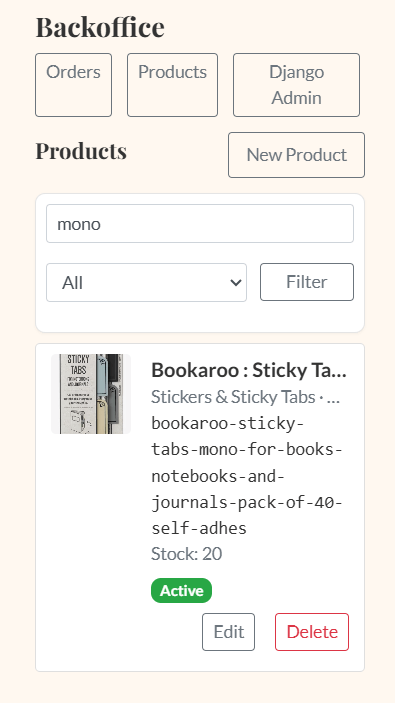 Backoffice
Orders
Products
Django
Admin
Products
New Product
mono
All
Filter
STICKY
TABS
Bookaroo : Sticky Ta...
Stickers & Sticky Tabs · ...
bookaroo-sticky-
tabs-mono-for-books-
notebooks-and-
journals-pack-of-40-
self-adhes
Stock: 20
Active
Edit
Delete